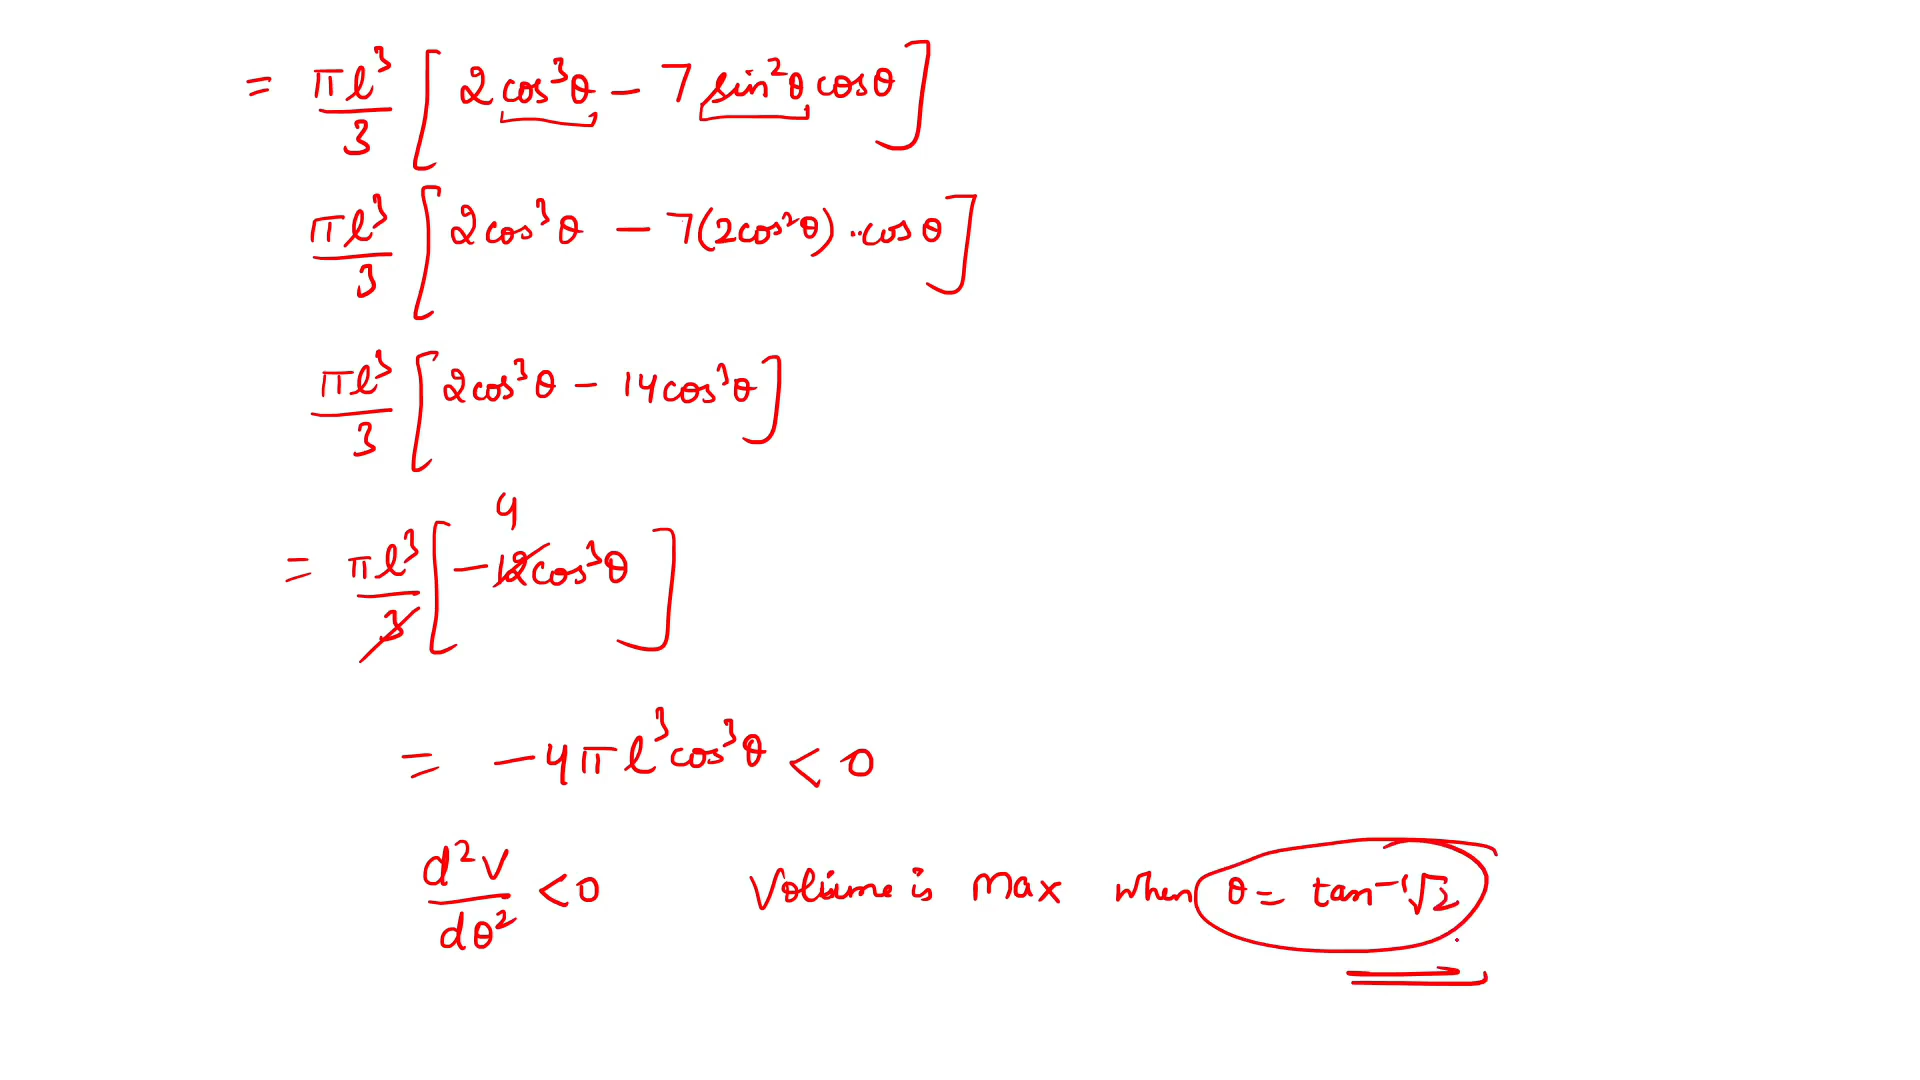 = πl³/3 [2cos³θ - 7 sin²θ cosθ]
πl³/3 [2cos³θ - 7(2cos²θ)·cosθ]
πl³/3 [2cos³θ - 14cos³θ]
= πl³/3 [-12cos³θ] 4
= -4πl³cos³θ < 0
d²V/dθ² < 0 Volume is max when θ = tan⁻¹√2